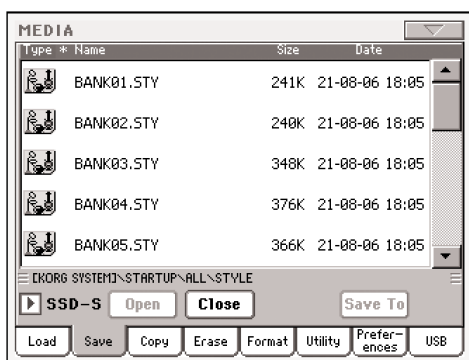 MEDIA
Type * Name Size Date
BANK01.STY 241K 21-08-06 18:05
BANK02.STY 240K 21-08-06 18:05
BANK03.STY 348K 21-08-06 18:05
BANK04.STY 376K 21-08-06 18:05
BANK05.STY 366K 21-08-06 18:05
[KORG SYSTEM]\STARTUP\ALL\STYLE
SSD-S Open Close Save To
Load Save Copy Erase Format Utility Prefer-
ences USB